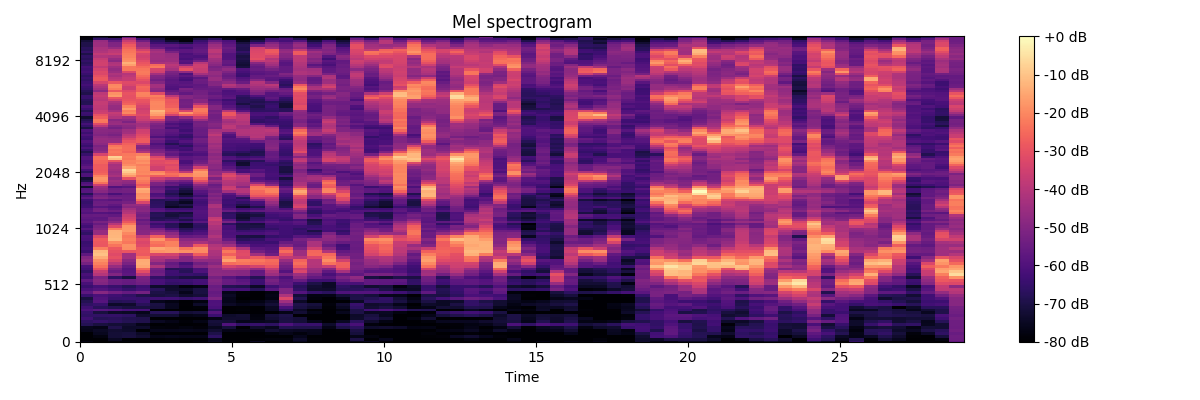 Mel spectrogram
8192
4096
2048
1024
512
0
Hz
0 5 10 15 20 25
Time
+0 dB
-10 dB
-20 dB
-30 dB
-40 dB
-50 dB
-60 dB
-70 dB
-80 dB